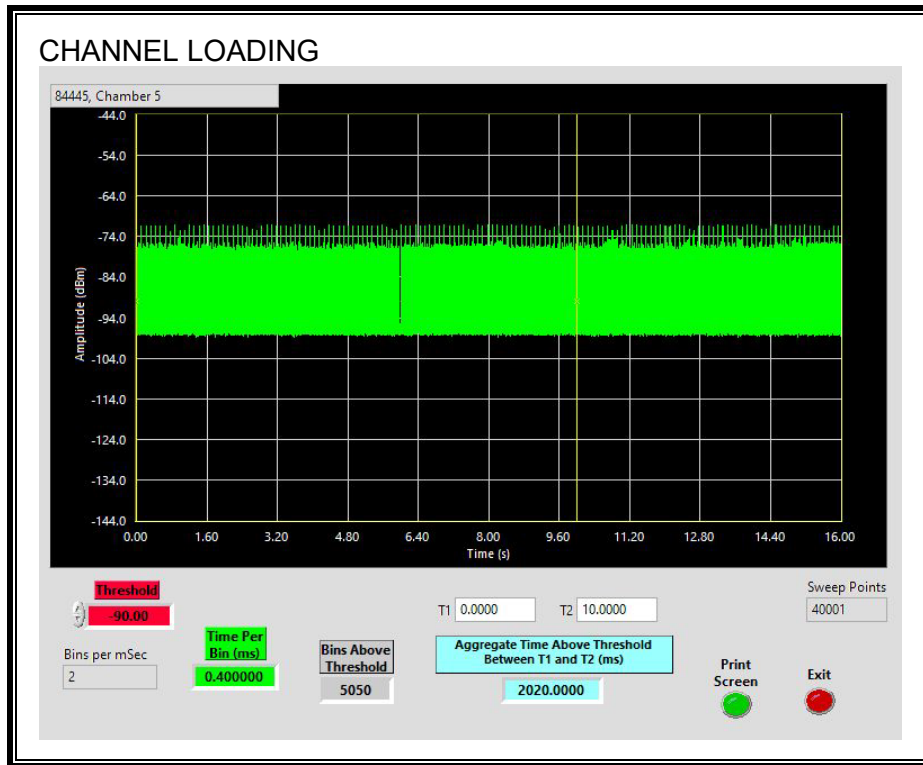 CHANNEL LOADING
84445, Chamber 5
-44.0
-54.0
-64.0
-74.0
-84.0
-94.0
-104.0
-114.0
-124.0
-134.0
-144.0
Amplitude (dBm)
0.00 1.60 3.20 4.80 6.40 8.00 9.60 11.20 12.80 14.40 16.00
Time (s)
Threshold
-90.00
Bins per mSec
2
Time Per
Bin (ms)
0.400000
Bins Above
Threshold
5050
T1 0.0000 T2 10.0000
Aggregate Time Above Threshold
Between T1 and T2 (ms)
2020.0000
Sweep Points
40001
Print
Screen
Exit